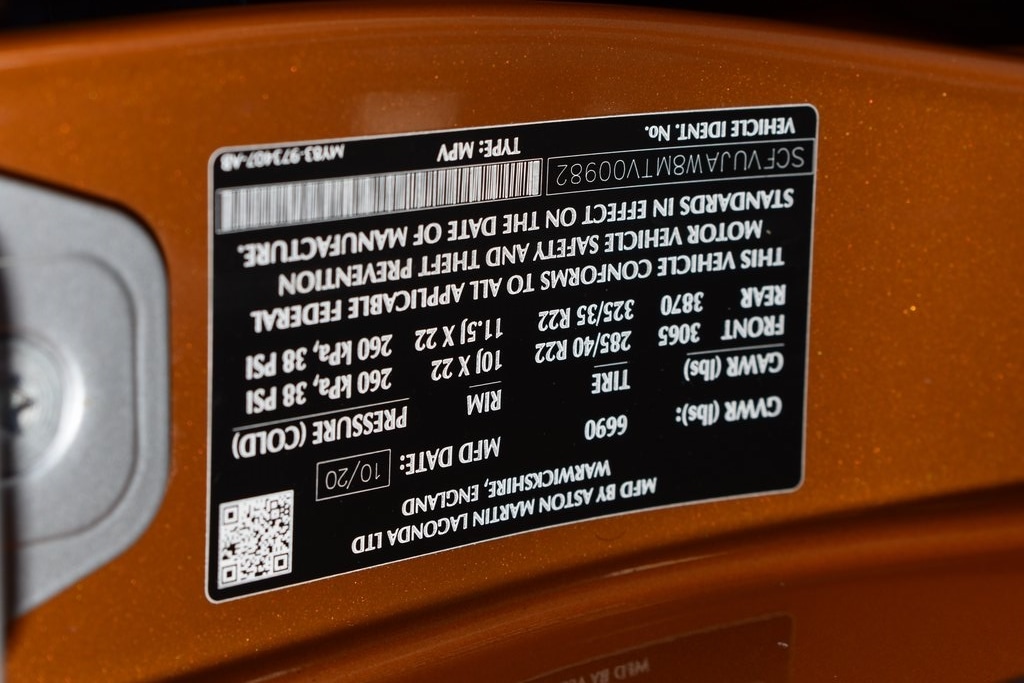 MFD BY ASTON MARTIN LAGONDA LTD
WARWICKSHIRE, ENGLAND
GVWR (lbs): 6690 MFD DATE: 10/20
GAWR (lbs) TIRE RIM PRESSURE (COLD)
FRONT 3065 285/40 R22 10J X 22 260 kPa, 38 PSI
REAR 3870 325/35 R22 11.5J X 22 260 kPa, 38 PSI
THIS VEHICLE CONFORMS TO ALL APPLICABLE FEDERAL
MOTOR VEHICLE SAFETY AND THEFT PREVENTION
STANDARDS IN EFFECT ON THE DATE OF MANUFACTURE.
SCFVUJAW8MTV00982
VEHICLE IDENT. No. TYPE: MPV MY83-973407-AB